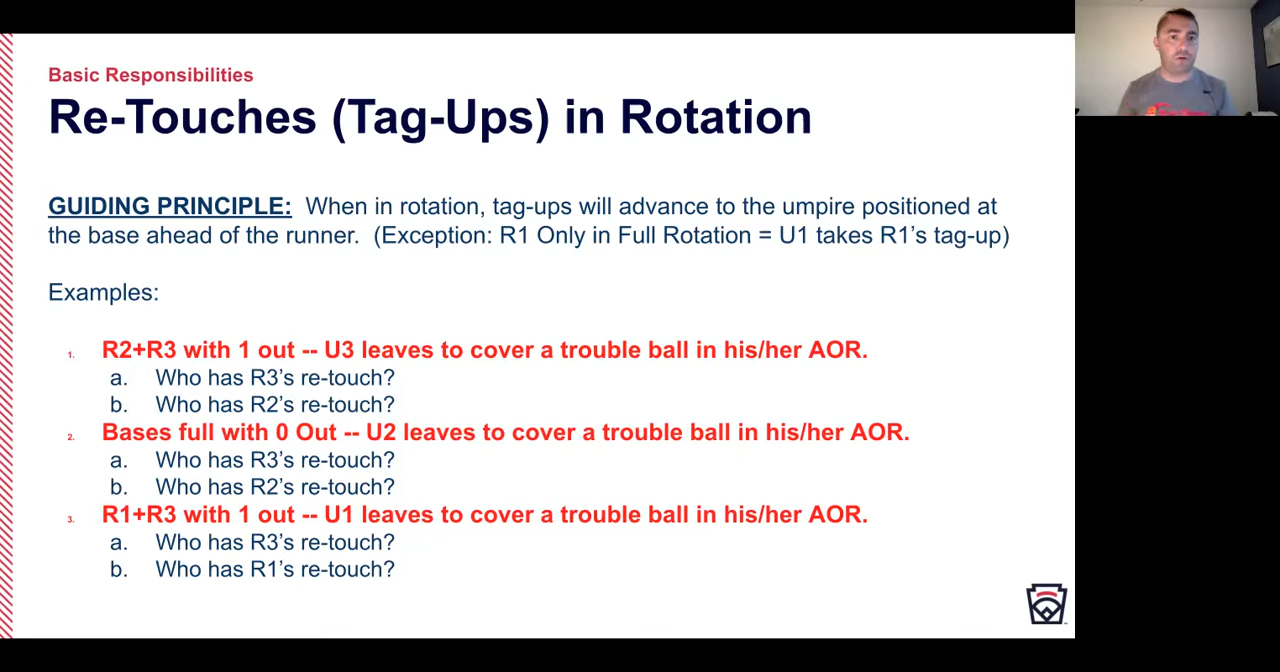 Basic Responsibilities
Re-Touches (Tag-Ups) in Rotation
GUIDING PRINCIPLE: When in rotation, tag-ups will advance to the umpire positioned at
the base ahead of the runner. (Exception: R1 Only in Full Rotation = U1 takes R1's tag-up)
Examples:
1. R2+R3 with 1 out -- U3 leaves to cover a trouble ball in his/her AOR.
a. Who has R3's re-touch?
b. Who has R2's re-touch?
2. Bases full with 0 Out -- U2 leaves to cover a trouble ball in his/her AOR.
a. Who has R3's re-touch?
b. Who has R2's re-touch?
3. R1+R3 with 1 out -- U1 leaves to cover a trouble ball in his/her AOR.
a. Who has R3's re-touch?
b. Who has R1's re-touch?